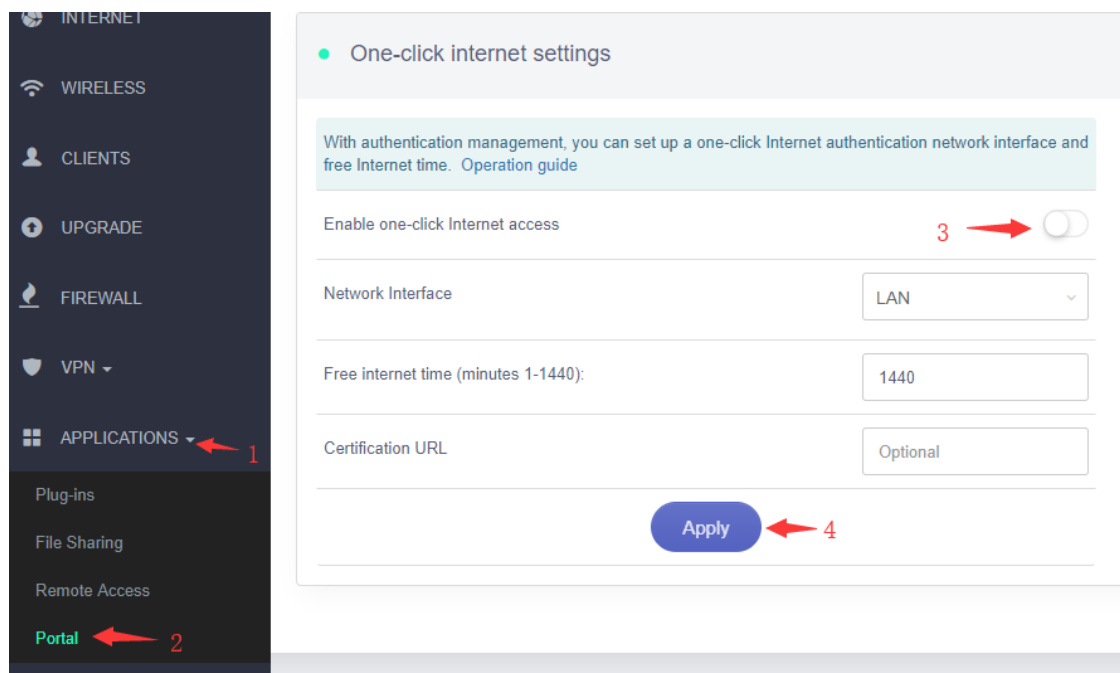 INTERNET
WIRELESS
CLIENTS
UPGRADE
FIREWALL
VPN
APPLICATIONS
1
Plug-ins
File Sharing
Remote Access
Portal
2
One-click internet settings
With authentication management, you can set up a one-click Internet authentication network interface and
free Internet time. Operation guide
Enable one-click Internet access
3
Network Interface
LAN
Free internet time (minutes 1-1440):
1440
Certification URL
Optional
Apply
4